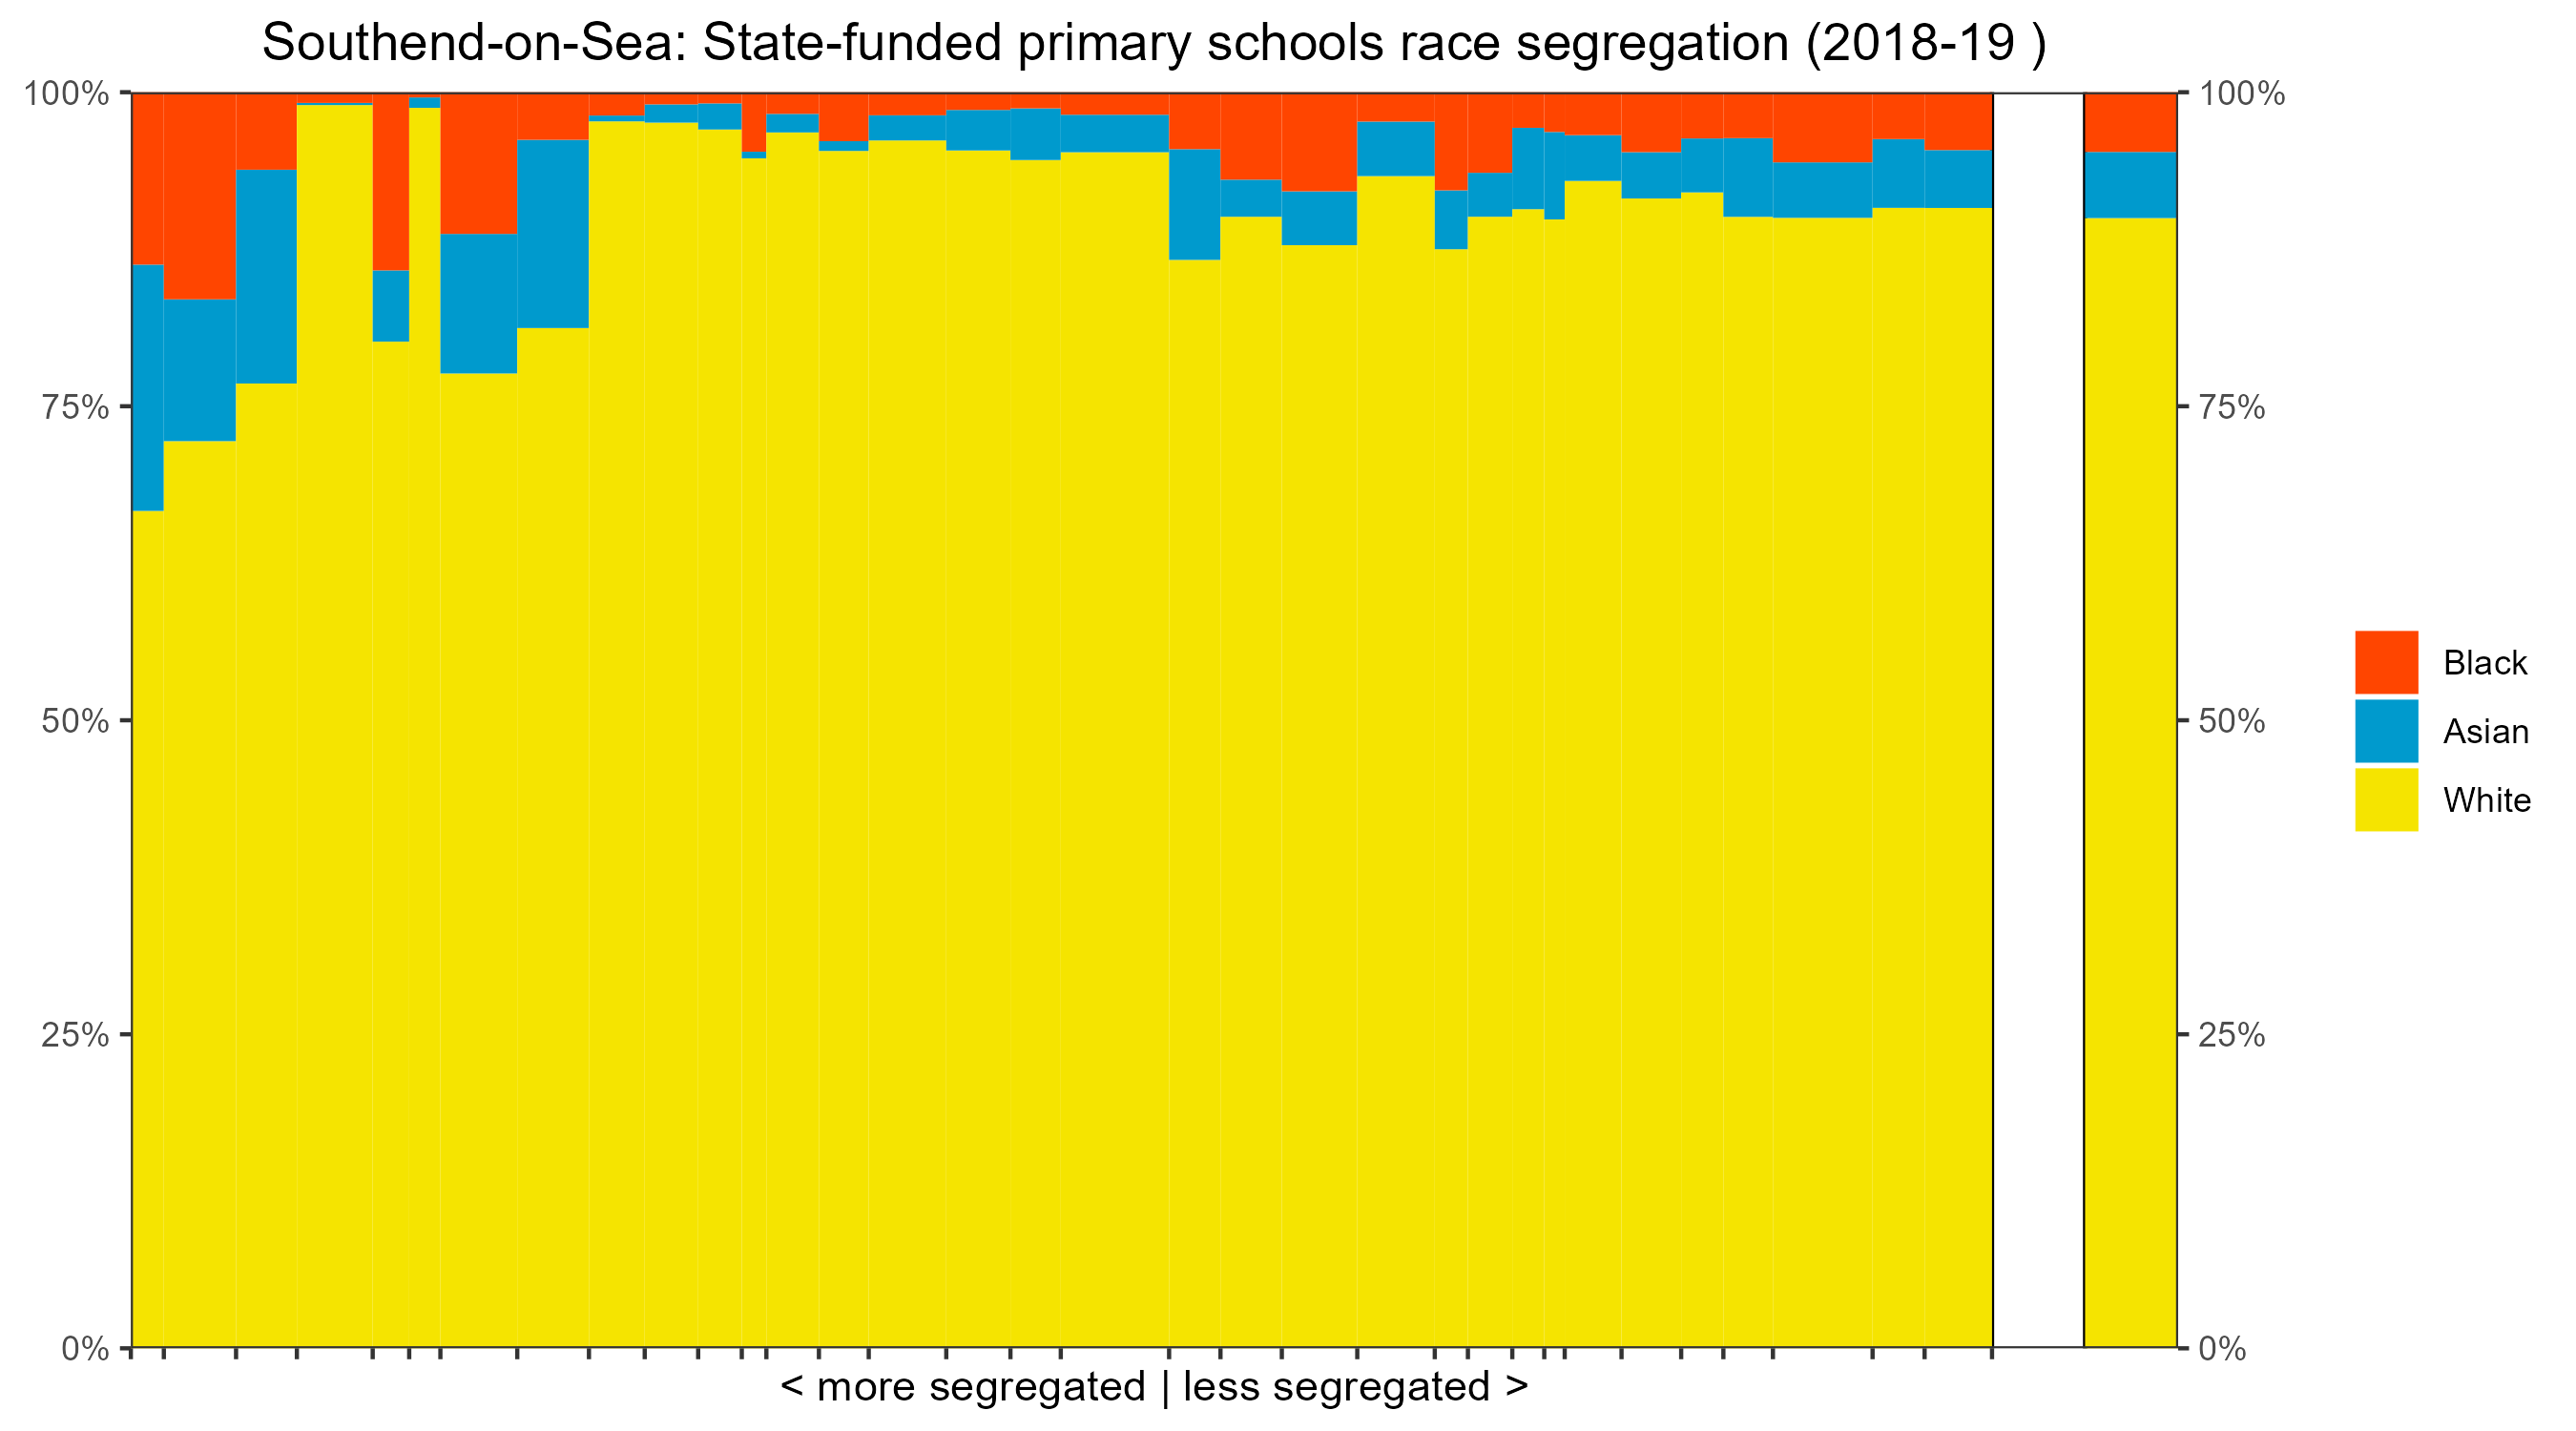 Southend-on-Sea: State-funded primary schools race segregation (2018-19 )
100%
75%
50%
25%
0%
100%
75%
50%
25%
0%
Black
Asian
White
< more segregated | less segregated >